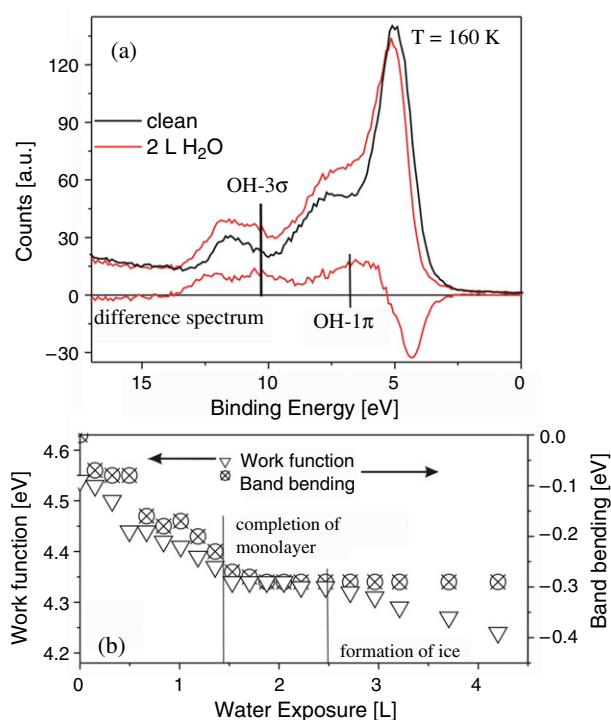 (a)
T = 160 K
clean
2 L H₂O
OH-3σ
OH-1π
difference spectrum
Counts [a.u.]
120
90
60
30
0
−30
15
10
5
0
Binding Energy [eV]
Work function [eV]
4.6
4.5
4.4
4.3
4.2
Work function
Band bending
completion of
monolayer
formation of ice
(b)
0.0
−0.1
−0.2
−0.3
−0.4
Band bending [eV]
0
1
2
3
4
Water Exposure [L]